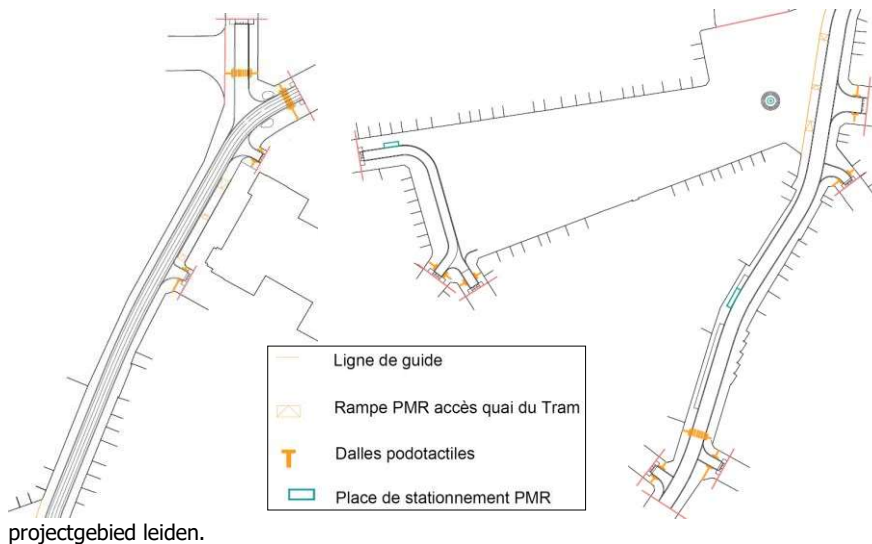 Ligne de guide
Rampe PMR accès quai du Tram
Dalles podotactiles
Place de stationnement PMR
projectgebied leiden.